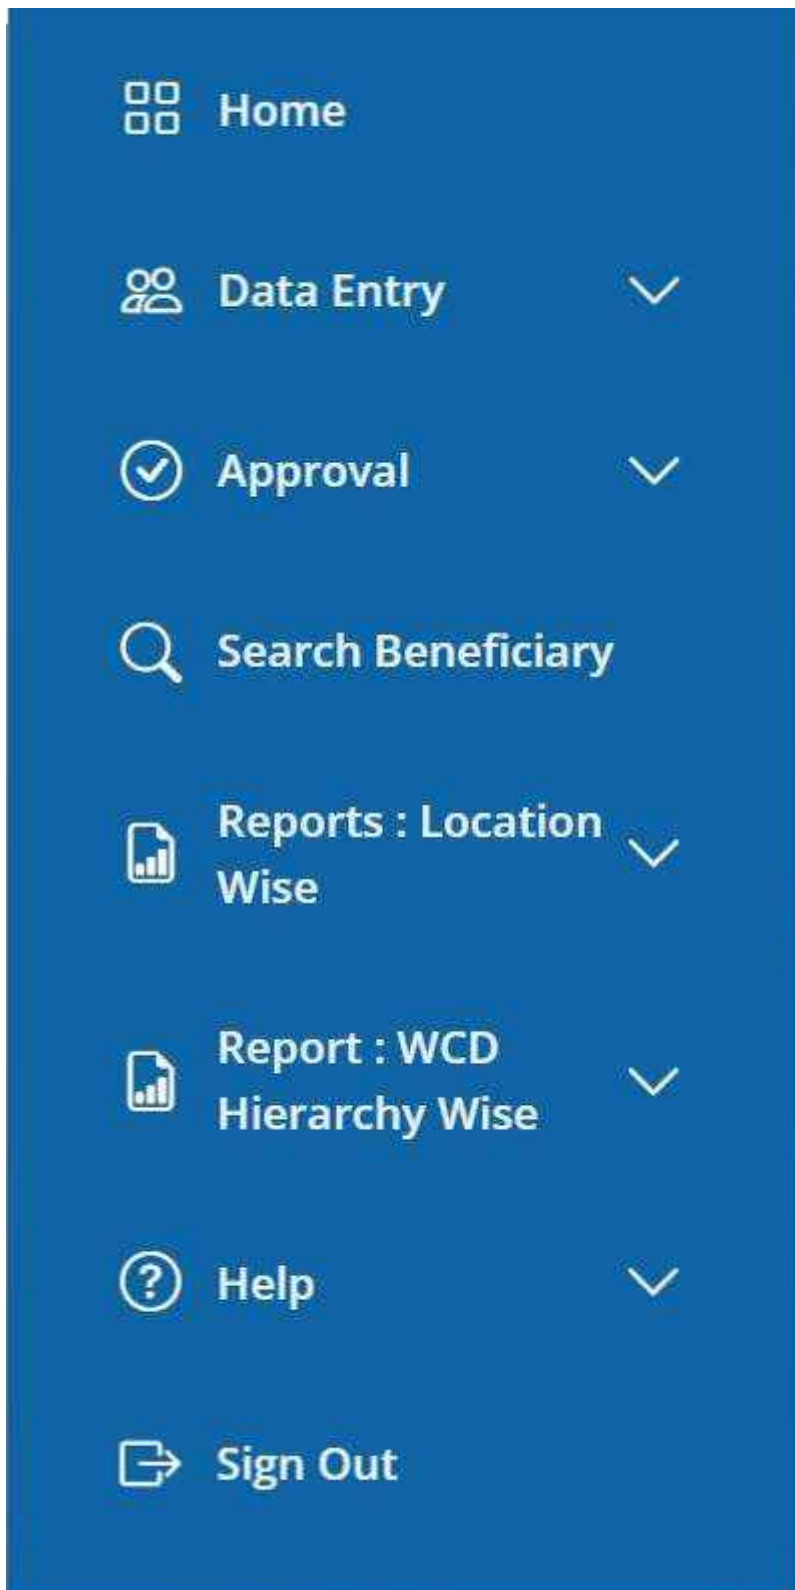 Home
Data Entry
Approval
Search Beneficiary
Reports : Location
Wise
Report : WCD
Hierarchy Wise
Help
Sign Out